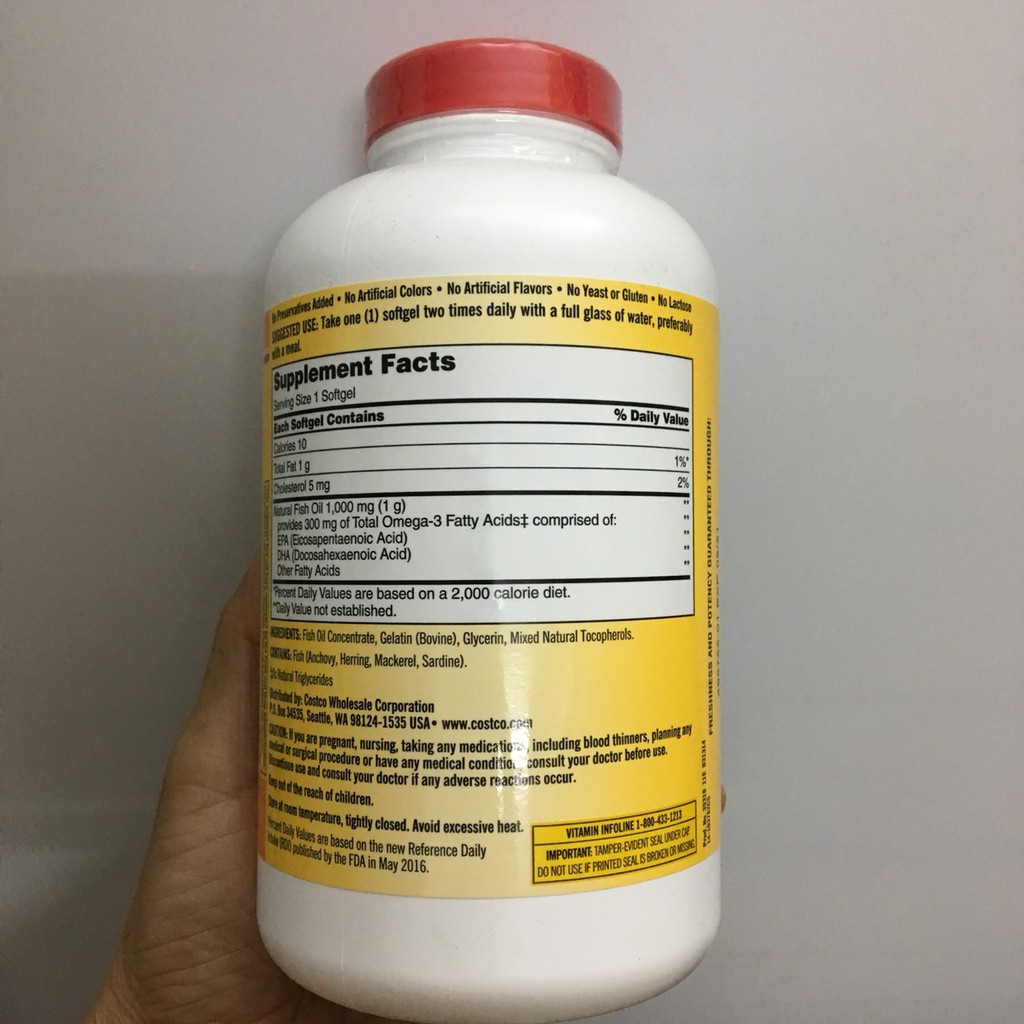 No Preservatives Added • No Artificial Colors • No Artificial Flavors • No Yeast or Gluten • No Lactose
SUGGESTED USE: Take one (1) softgel two times daily with a full glass of water, preferably
with a meal.
Supplement Facts
Serving Size 1 Softgel
Each Softgel Contains % Daily Value
Calories 10
Total Fat 1 g 1%*
Cholesterol 5 mg 2%
Natural Fish Oil 1,000 mg (1 g) **
provides 300 mg of Total Omega-3 Fatty Acids‡ comprised of: **
EPA (Eicosapentaenoic Acid) **
DHA (Docosahexaenoic Acid) **
Other Fatty Acids **
*Percent Daily Values are based on a 2,000 calorie diet.
**Daily Value not established.
INGREDIENTS: Fish Oil Concentrate, Gelatin (Bovine), Glycerin, Mixed Natural Tocopherols.
CONTAINS: Fish (Anchovy, Herring, Mackerel, Sardine).
‡As Natural Triglycerides
Distributed by: Costco Wholesale Corporation
P.O. Box 34535, Seattle, WA 98124-1535 USA • www.costco.com
CAUTION: If you are pregnant, nursing, taking any medications, including blood thinners, planning any
medical or surgical procedure or have any medical condition, consult your doctor before use.
Discontinue use and consult your doctor if any adverse reactions occur.
Keep out of the reach of children.
Store at room temperature, tightly closed. Avoid excessive heat.
Percent Daily Values are based on the new Reference Daily
Intake (RDI) published by the FDA in May 2016.
VITAMIN INFOLINE 1-800-433-1213
IMPORTANT: TAMPER-EVIDENT SEAL UNDER CAP.
DO NOT USE IF PRINTED SEAL IS BROKEN OR MISSING.
FRESHNESS AND POTENCY GUARANTEED THROUGH:
Prod. No.